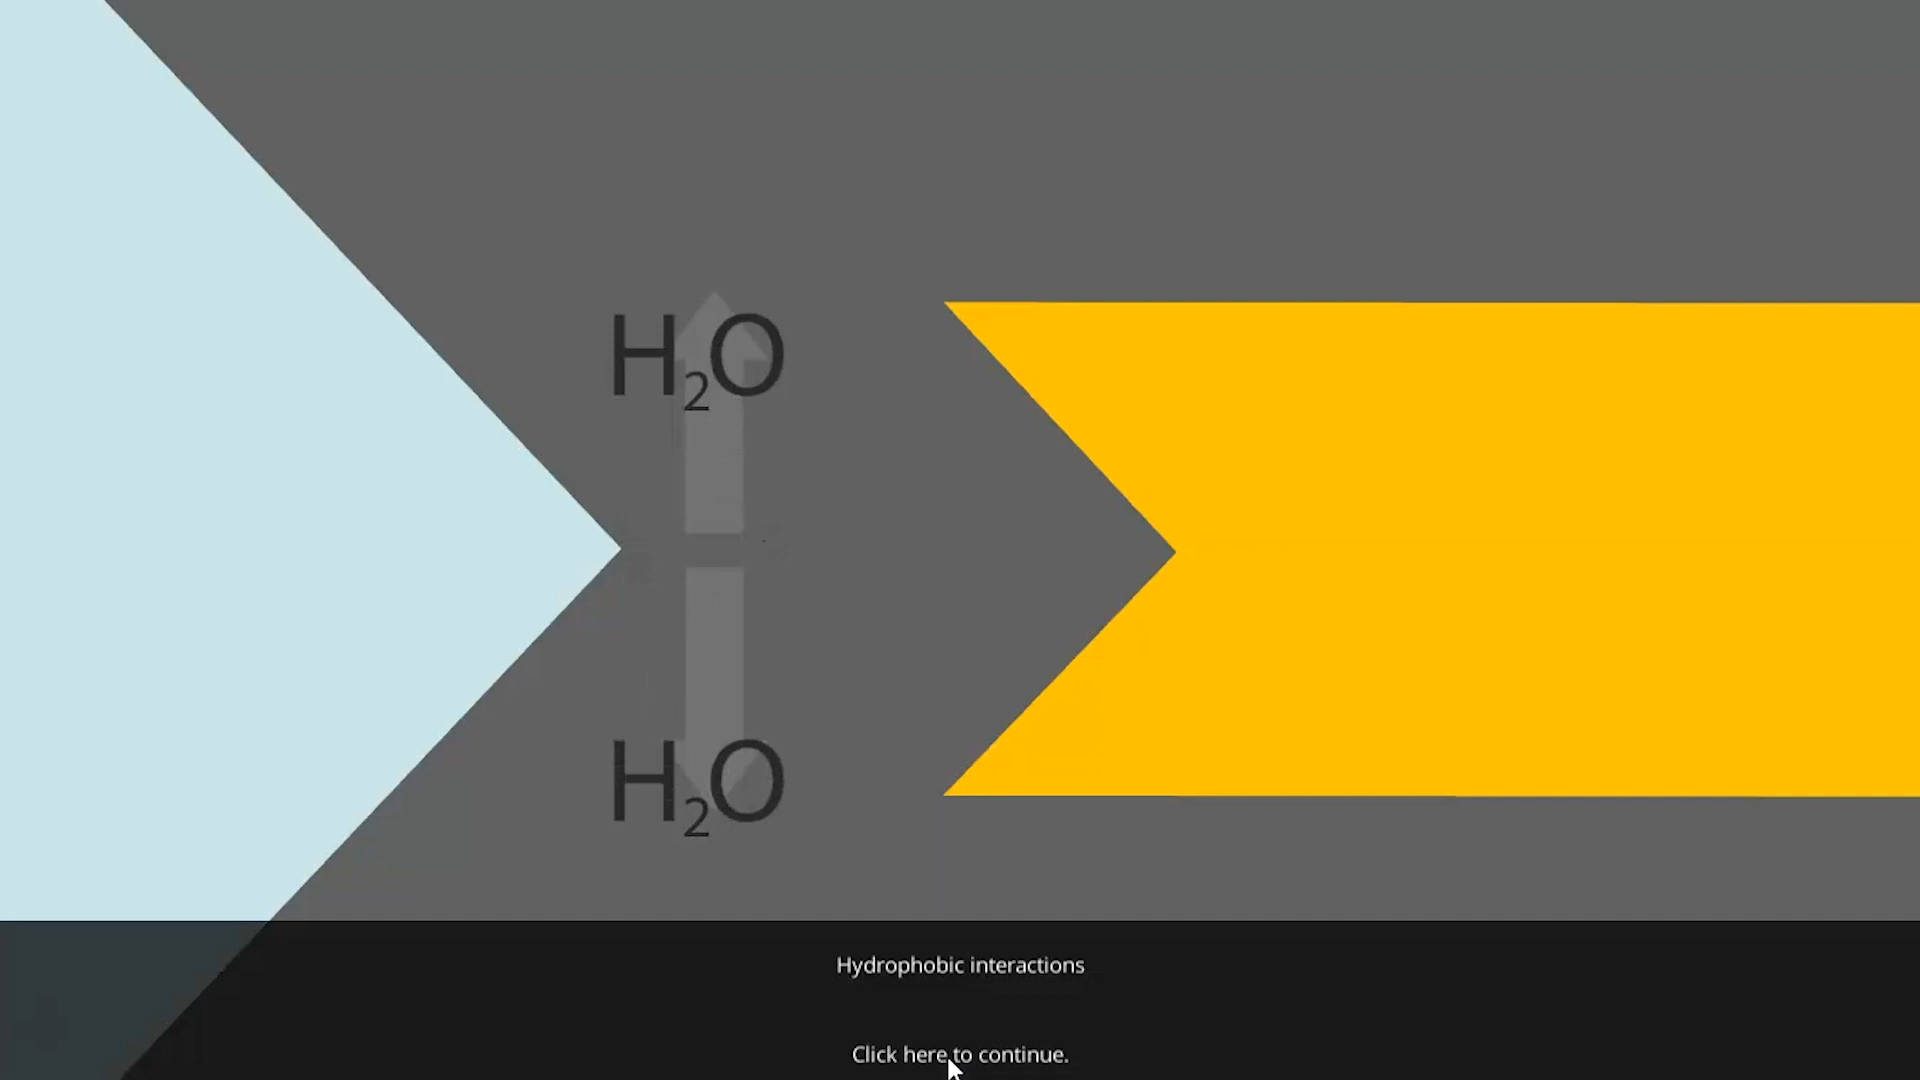 H₂O
H₂O
Hydrophobic interactions
Click here to continue.